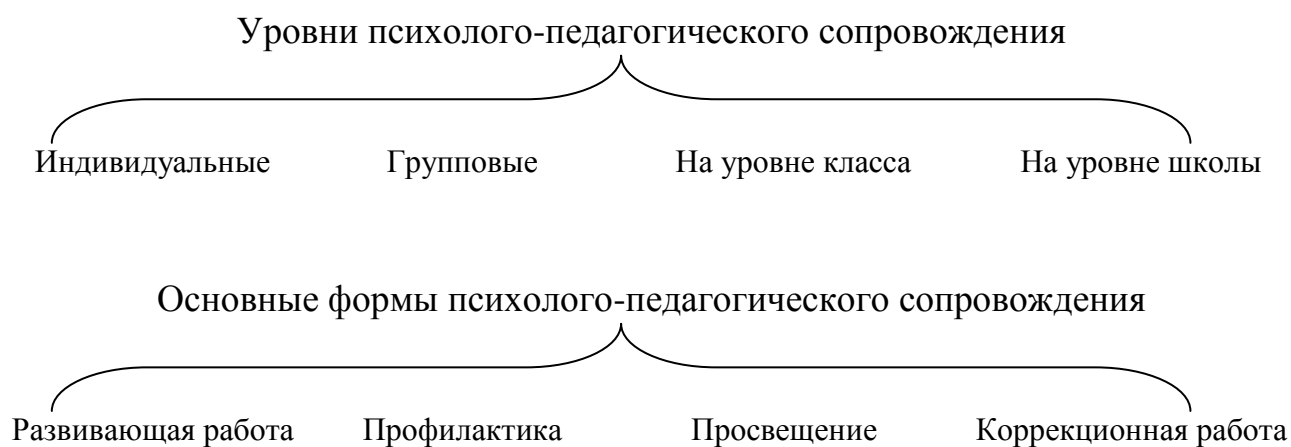 Уровни психолого-педагогического сопровождения
Индивидуальные Групповые На уровне класса На уровне школы
Основные формы психолого-педагогического сопровождения
Развивающая работа Профилактика Просвещение Коррекционная работа